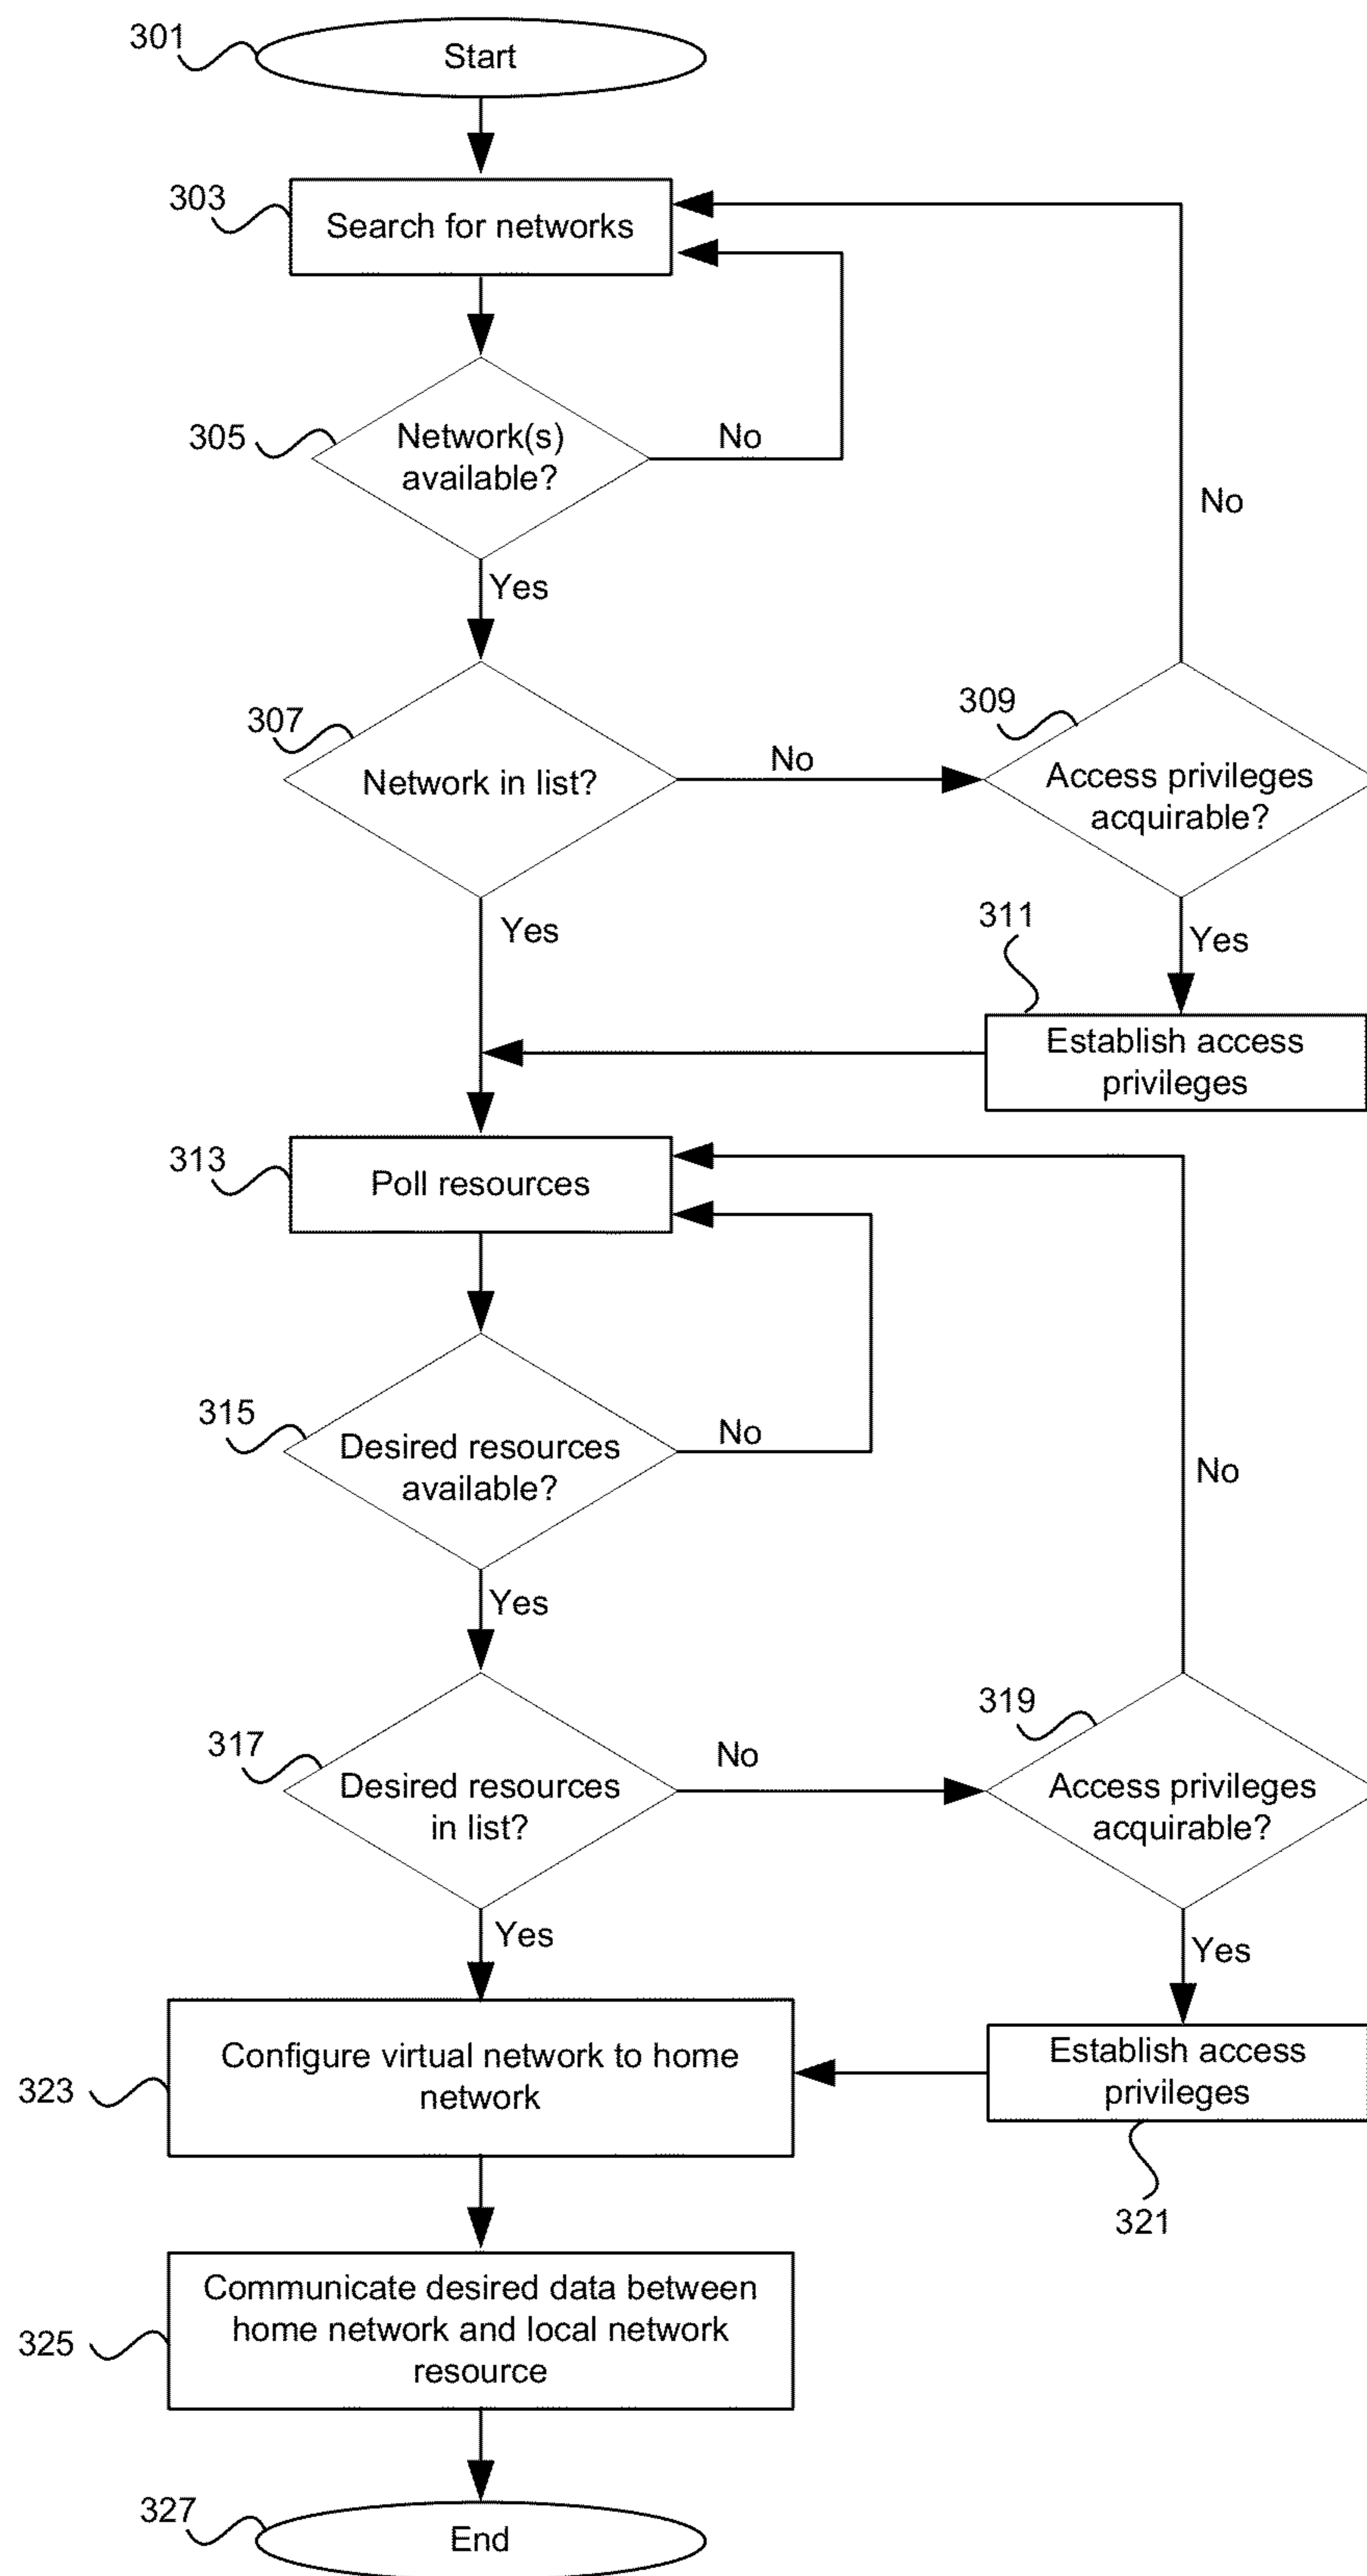 301
Start
303
Search for networks
305
Network(s)
available?
No
Yes
No
307
Network in list?
No
309
Access privileges
acquirable?
Yes
Yes
311
Establish access
privileges
313
Poll resources
315
Desired resources
available?
No
No
Yes
317
Desired resources
in list?
No
319
Access privileges
acquirable?
Yes
Yes
323
Configure virtual network to home
network
Establish access
privileges
321
325
Communicate desired data between
home network and local network
resource
327
End